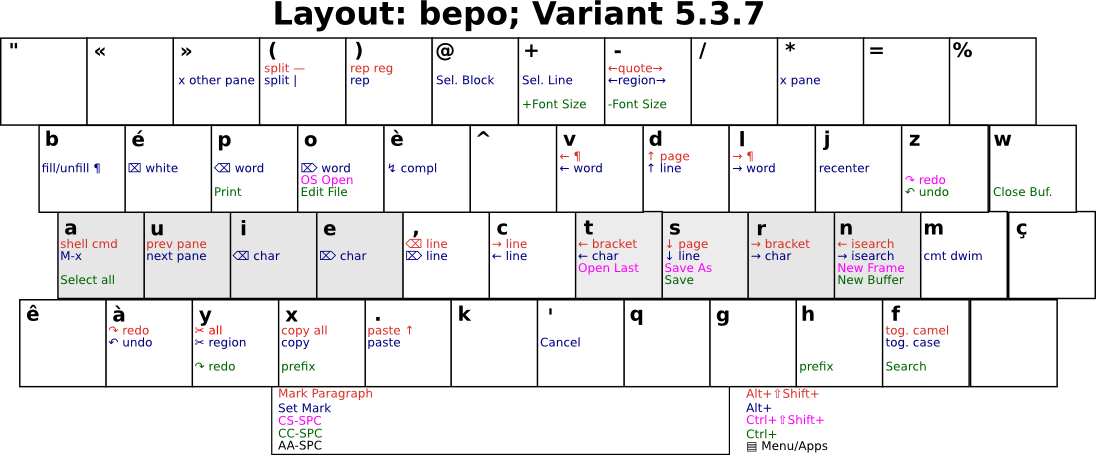 Layout: bepo; Variant 5.3.7
" « » ( ) @ + - / * = %
split — rep reg ←quote→
x other pane split | rep Sel. Block Sel. Line ←region→ x pane
+Font Size -Font Size
b é p o è ^ v d l j z w
← ¶ ↑ page → ¶
fill/unfill ¶ ⌧ white ⌫ word ⌦ word ↯ compl ← word ↑ line → word recenter
OS Open ↷ redo
Print Edit File ↶ undo Close Buf.
a u i e , c t s r n m ç
shell cmd prev pane ⌫ line → line ← bracket ↓ page → bracket ← isearch
M-x next pane ⌫ char ⌦ char ⌦ line ← line ← char ↓ line → char → isearch cmt dwim
Open Last Save As New Frame
Select all Save New Buffer
ê à y x . k ' q g h f
↷ redo ✂ all copy all paste ↑ tog. camel
↶ undo ✂ region copy paste Cancel tog. case
↷ redo prefix prefix Search
Mark Paragraph Alt+⇧Shift+
Set Mark Alt+
CS-SPC Ctrl+⇧Shift+
CC-SPC Ctrl+
AA-SPC ▤ Menu/Apps